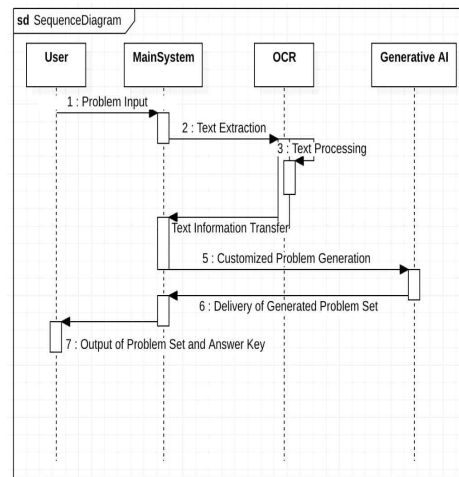 sd SequenceDiagram
User MainSystem OCR Generative AI
1 : Problem Input
2 : Text Extraction
3 : Text Processing
Text Information Transfer
5 : Customized Problem Generation
6 : Delivery of Generated Problem Set
7 : Output of Problem Set and Answer Key